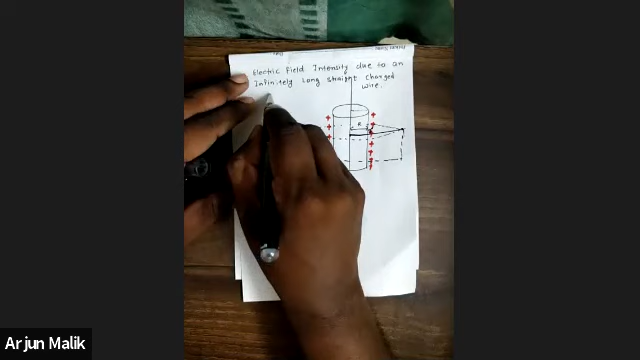 Electric Field Intensity due to an
Infinitely Long straight Charged
wire.
R
Arjun Malik